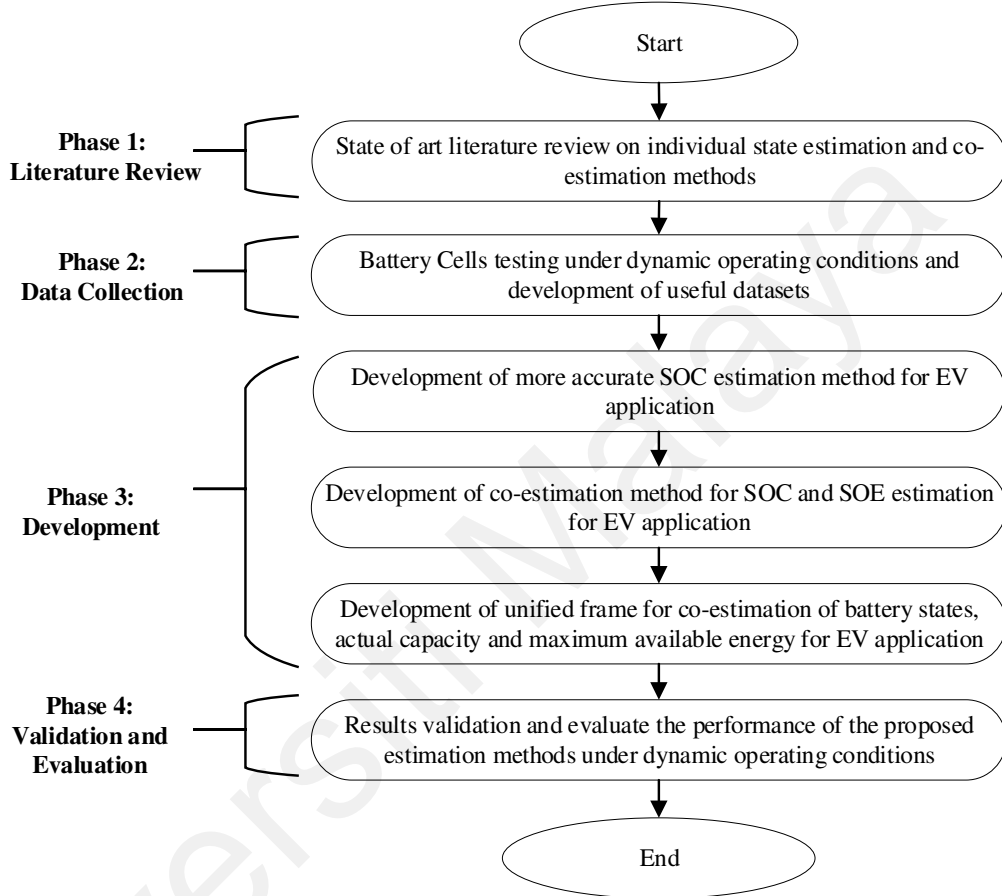 Start
Phase 1:
Literature Review
State of art literature review on individual state estimation and co-
estimation methods
Phase 2:
Data Collection
Battery Cells testing under dynamic operating conditions and
development of useful datasets
Phase 3:
Development
Development of more accurate SOC estimation method for EV
application
Development of co-estimation method for SOC and SOE estimation
for EV application
Development of unified frame for co-estimation of battery states,
actual capacity and maximum available energy for EV application
Phase 4:
Validation and
Evaluation
Results validation and evaluate the performance of the proposed
estimation methods under dynamic operating conditions
End
ersiti Malaya